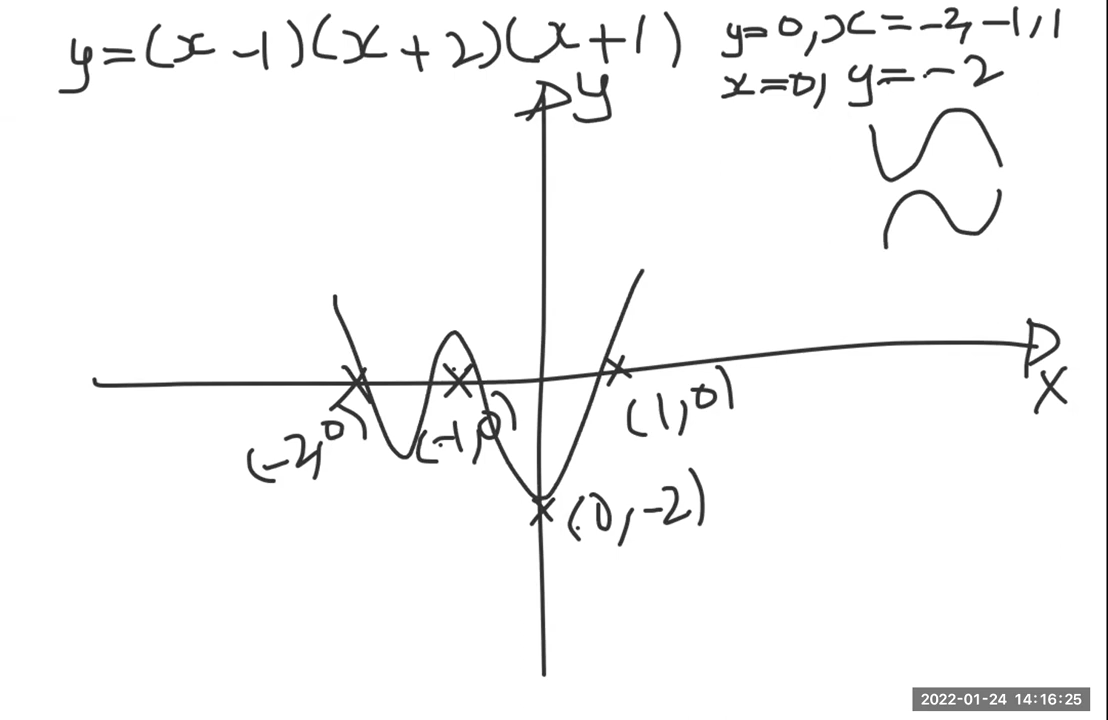 y=(x-1)(x+2)(x+1)
y=0, x=-2,-1,1
x=0, y=-2
y
x
(-2,0)
(-1,0)
(1,0)
(0,-2)
2022-01-24 14:16:25